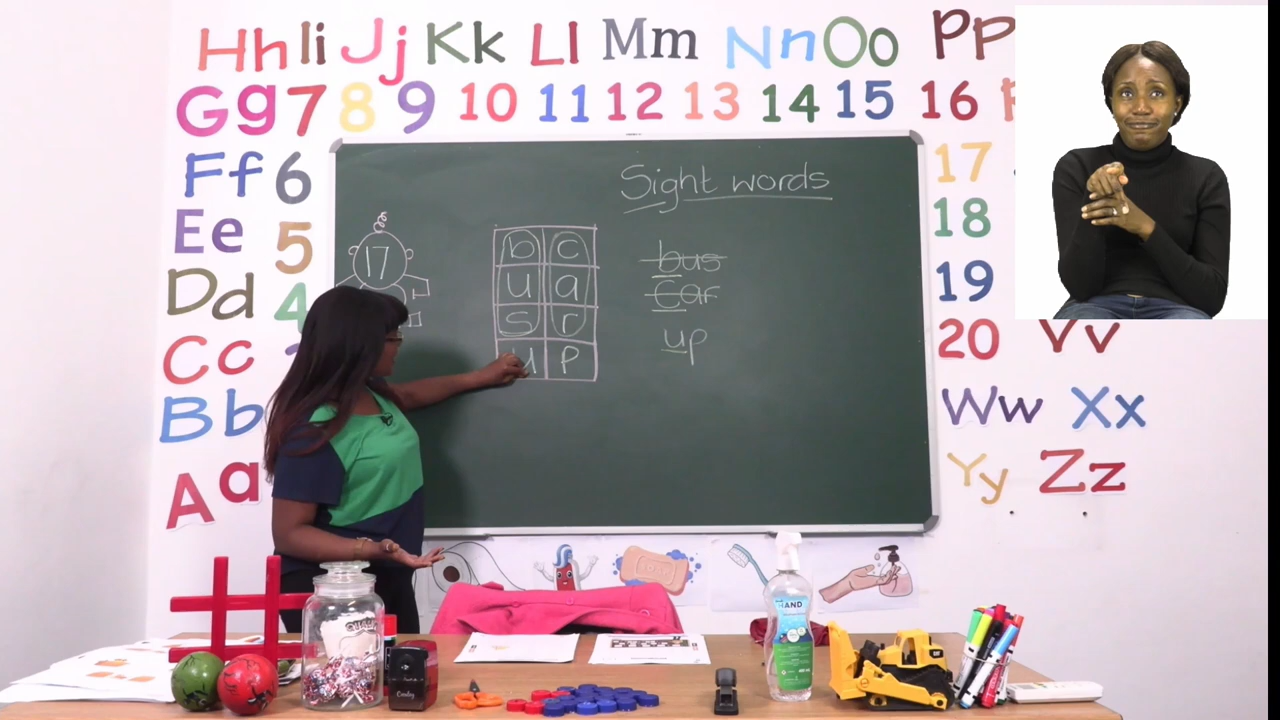 Hh Ii Jj Kk Ll Mm Nn Oo Pp
Gg 7 8 9 10 11 12 13 14 15 16
Ff 6
Ee 5
Dd 4
Cc
Bb
Aa
17
18
19
20 Vv
Ww Xx
Yy Zz
Sight words
17
b c
u a
s r
u p
bus
car
up
HAND
CAT